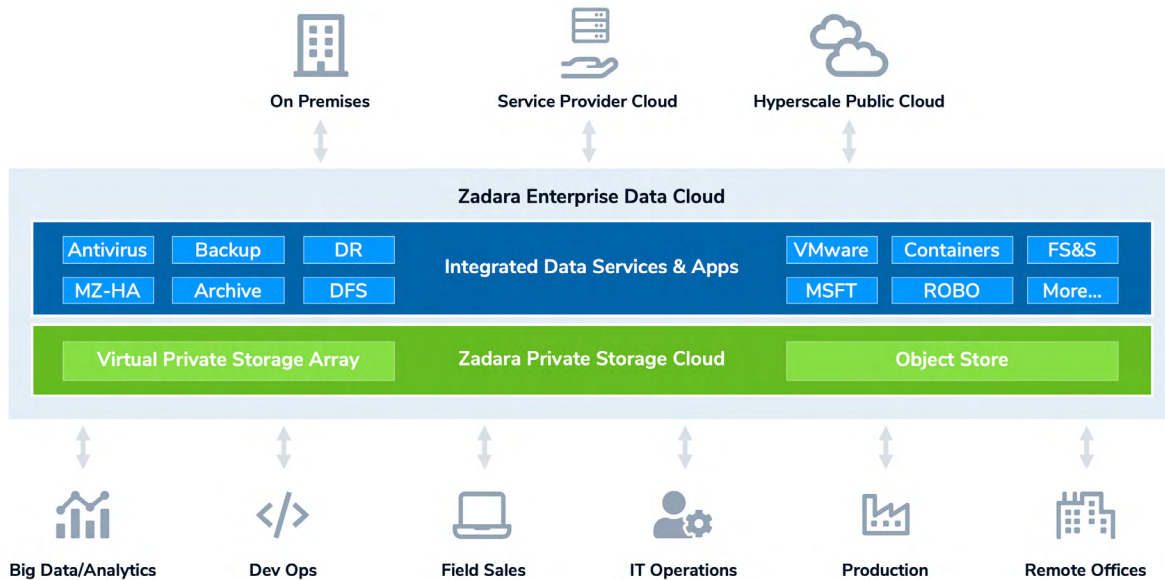 On Premises
Service Provider Cloud
Hyperscale Public Cloud
Zadara Enterprise Data Cloud
Antivirus
Backup
DR
MZ-HA
Archive
DFS
Integrated Data Services & Apps
VMware
Containers
FS&S
MSFT
ROBO
More...
Virtual Private Storage Array
Zadara Private Storage Cloud
Object Store
Big Data/Analytics
Dev Ops
Field Sales
IT Operations
Production
Remote Offices